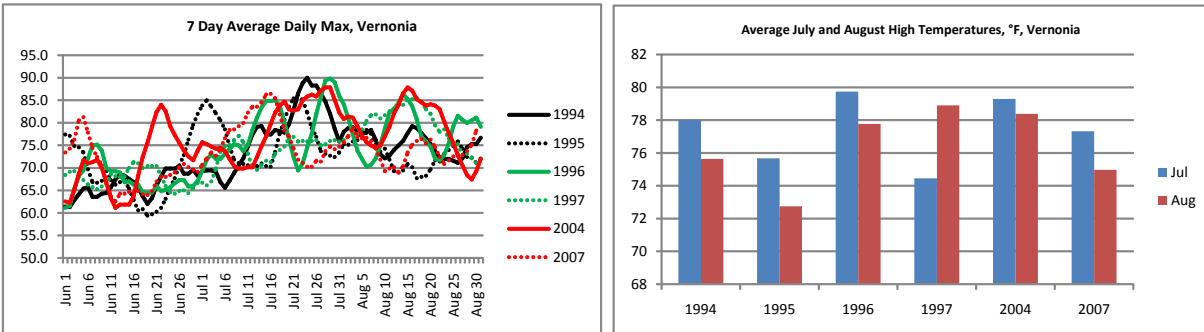 7 Day Average Daily Max, Vernonia
95.0
90.0
85.0
80.0
75.0
70.0
65.0
60.0
55.0
50.0
Jun 1
Jun 6
Jun 11
Jun 16
Jun 21
Jun 26
Jul 1
Jul 6
Jul 11
Jul 16
Jul 21
Jul 26
Jul 31
Aug 5
Aug 10
Aug 15
Aug 20
Aug 25
Aug 30
1994
1995
1996
1997
2004
2007
Average July and August High Temperatures, °F, Vernonia
82
80
78
76
74
72
70
68
1994 1995 1996 1997 2004 2007
Jul
Aug